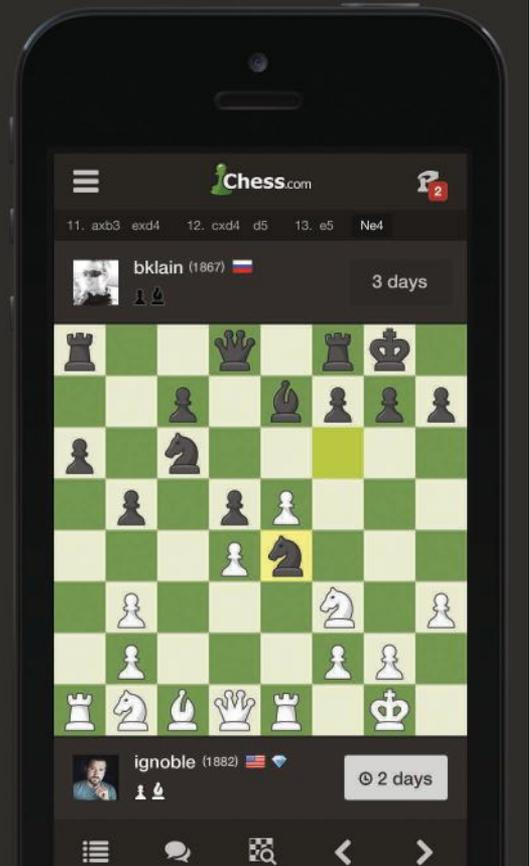 Chess.com
2
11. axb3 exd4 12. cxd4 d5 13. e5 Ne4
bklain (1867)
3 days
ignoble (1882)
2 days